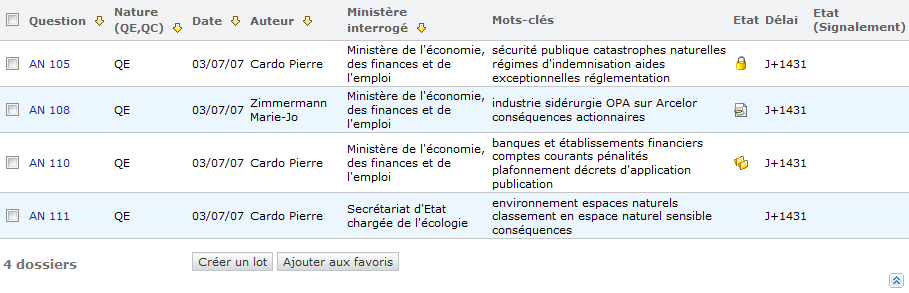 Question Nature (QE,QC) Date Auteur Ministère interrogé Mots-clés Etat Délai Etat (Signalement)
AN 105 QE 03/07/07 Cardo Pierre Ministère de l'économie, des finances et de l'emploi sécurité publique catastrophes naturelles régimes d'indemnisation aides exceptionnelles réglementation J+1431
AN 108 QE 03/07/07 Zimmermann Marie-Jo Ministère de l'économie, des finances et de l'emploi industrie sidérurgie OPA sur Arcelor conséquences actionnaires J+1431
AN 110 QE 03/07/07 Cardo Pierre Ministère de l'économie, des finances et de l'emploi banques et établissements financiers comptes courants pénalités plafonnement décrets d'application publication J+1431
AN 111 QE 03/07/07 Cardo Pierre Secrétariat d'Etat chargée de l'écologie environnement espaces naturels classement en espace naturel sensible conséquences J+1431
4 dossiers Créer un lot Ajouter aux favoris